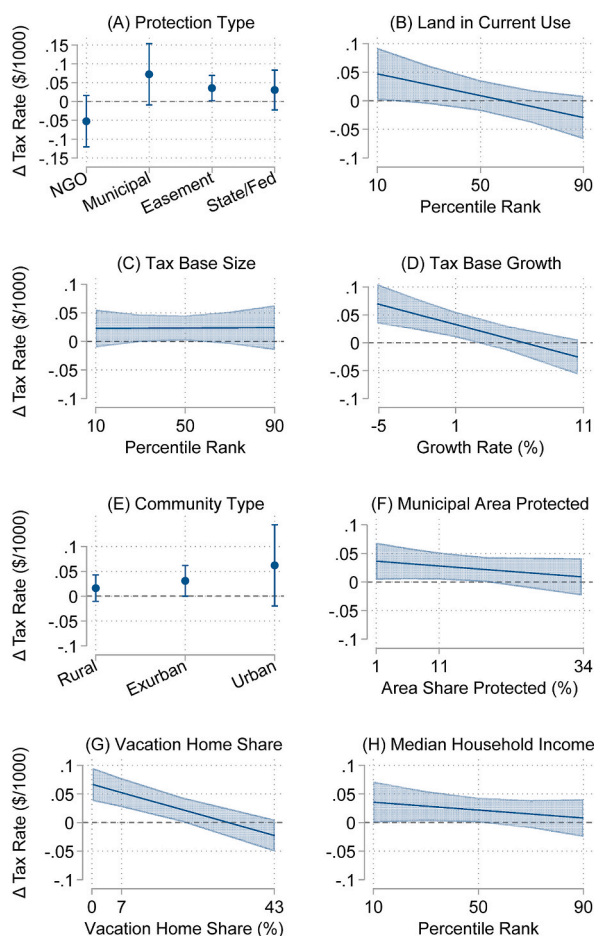 (A) Protection Type
Δ Tax Rate ($/1000)
.15
.1
.05
0
-.05
-.1
-.15
NGO
Municipal
Easement
State/Fed
(B) Land in Current Use
.1
.05
0
-.05
-.1
10
50
90
Percentile Rank
(C) Tax Base Size
Δ Tax Rate ($/1000)
.1
.05
0
-.05
-.1
10
50
90
Percentile Rank
(D) Tax Base Growth
.1
.05
0
-.05
-.1
-5
1
11
Growth Rate (%)
(E) Community Type
Δ Tax Rate ($/1000)
.1
.05
0
-.05
-.1
Rural
Exurban
Urban
(F) Municipal Area Protected
.1
.05
0
-.05
-.1
1
11
34
Area Share Protected (%)
(G) Vacation Home Share
Δ Tax Rate ($/1000)
.1
.05
0
-.05
-.1
0
7
43
Vacation Home Share (%)
(H) Median Household Income
.1
.05
0
-.05
-.1
10
50
90
Percentile Rank